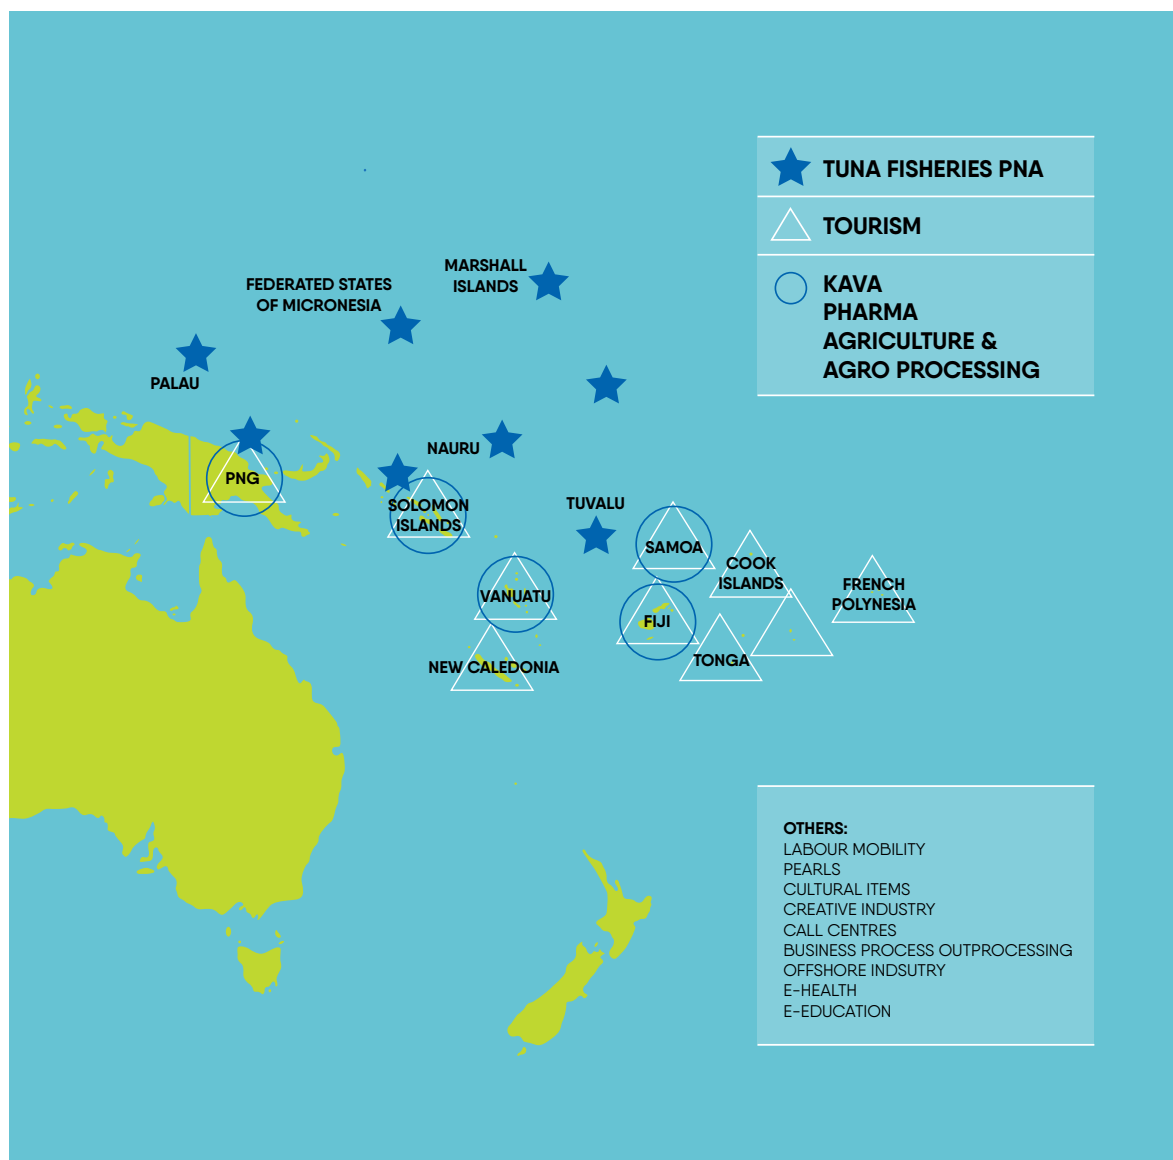 TUNA FISHERIES PNA
TOURISM
KAVA
PHARMA
AGRICULTURE &
AGRO PROCESSING
MARSHALL
ISLANDS
FEDERATED STATES
OF MICRONESIA
PALAU
NAURU
PNG
SOLOMON
ISLANDS
TUVALU
SAMOA
COOK
ISLANDS
FRENCH
POLYNESIA
VANUATU
FIJI
TONGA
NEW CALEDONIA
OTHERS:
LABOUR MOBILITY
PEARLS
CULTURAL ITEMS
CREATIVE INDUSTRY
CALL CENTRES
BUSINESS PROCESS OUTPROCESSING
OFFSHORE INDSUTRY
E-HEALTH
E-EDUCATION